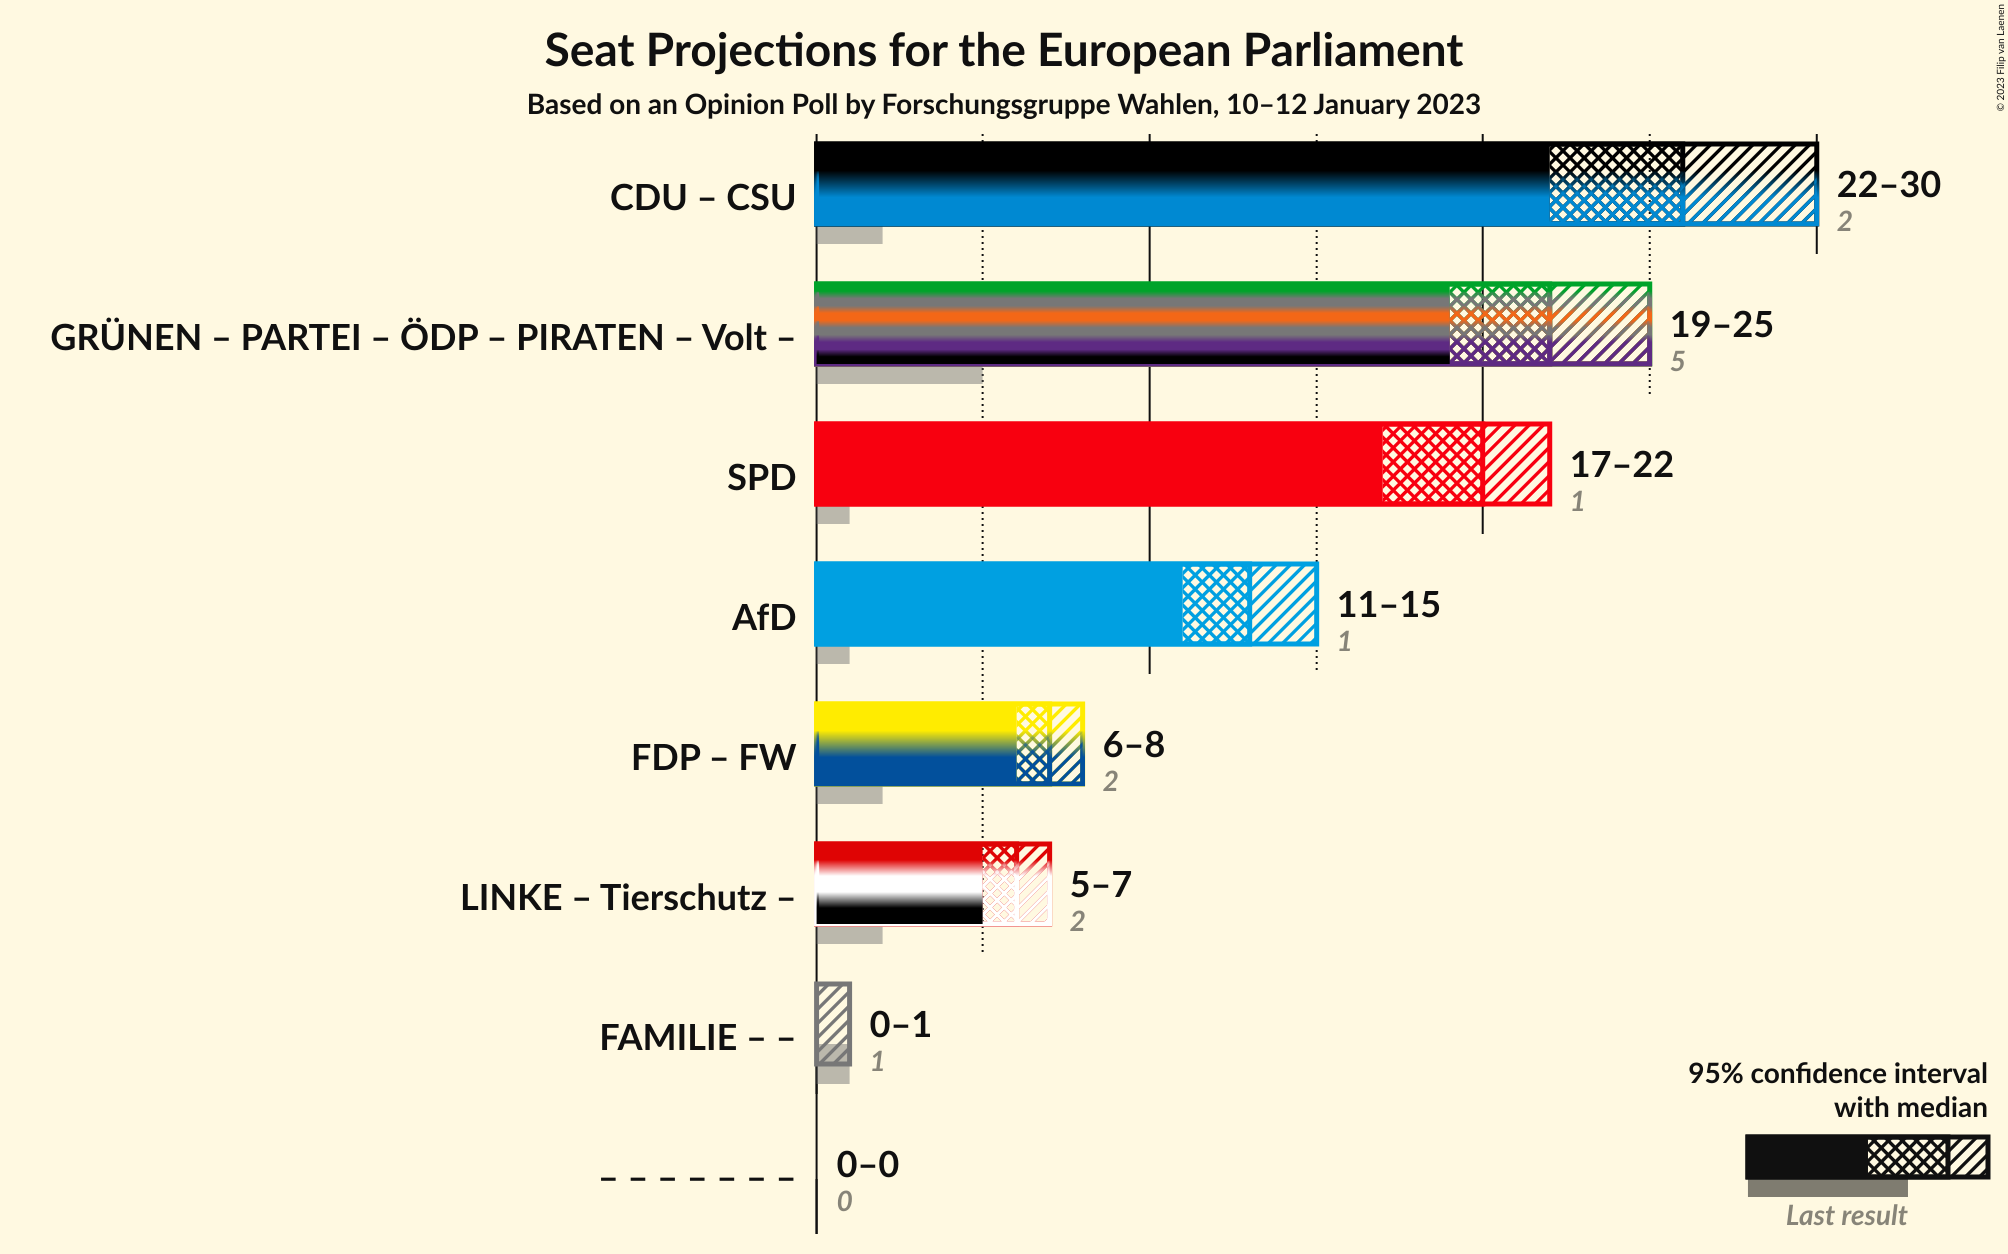 Seat Projections for the European Parliament
Based on an Opinion Poll by Forschungsgruppe Wahlen, 10–12 January 2023
© 2023 Filip van Laenen
CDU – CSU
22–30
2
GRÜNEN – PARTEI – ÖDP – PIRATEN – Volt –
19–25
5
SPD
17–22
1
AfD
11–15
1
FDP – FW
6–8
2
LINKE – Tierschutz –
5–7
2
FAMILIE – –
0–1
1
– – – – – – –
0–0
0
95% confidence interval
with median
Last result